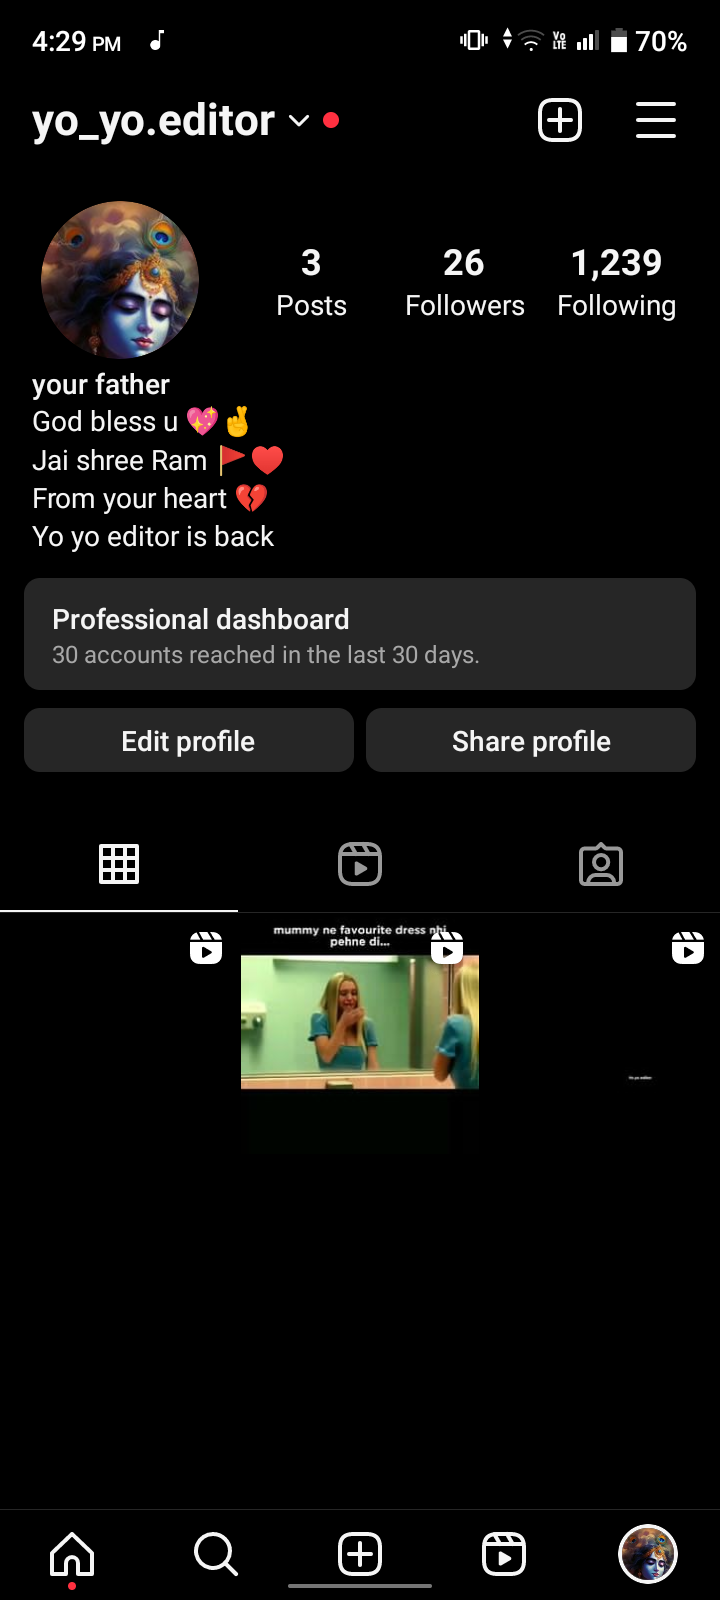 4:29 PM
Vo LTE
70%
yo_yo.editor
3
Posts
26
Followers
1,239
Following
your father
God bless u 💖🤞
Jai shree Ram 🚩♥️
From your heart 💔
Yo yo editor is back
Professional dashboard
30 accounts reached in the last 30 days.
Edit profile
Share profile
mummy ne favourite dress nhi
pehne di...